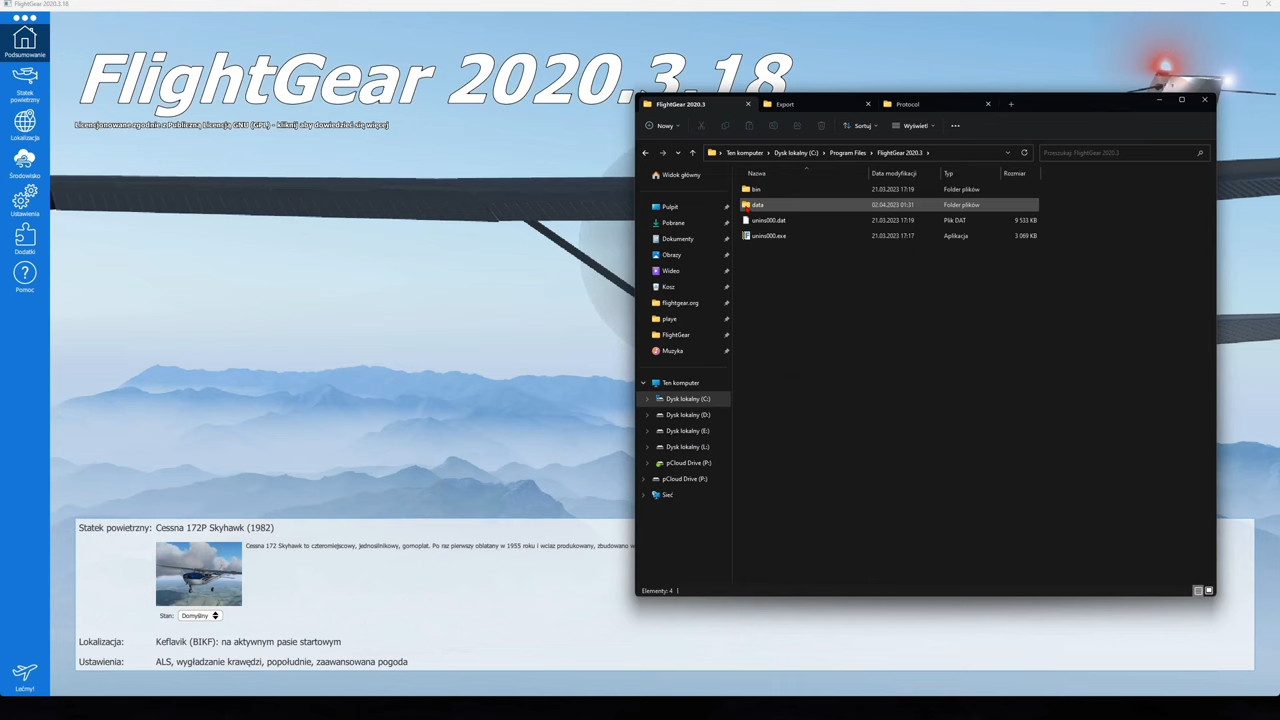 FlightGear 2020.3.18
Podsumowanie
Statek powietrzny
Lokalizacja
Środowisko
Ustawienia
Dodatki
Pomoc
Lećmy!
FlightGear 2020.3.18
Licencjonowane zgodnie z Publiczną Licencją GNU (GPL) - kliknij aby dowiedzieć się więcej
Statek powietrzny: Cessna 172P Skyhawk (1982)
Cessna 172 Skyhawk to czteromiejscowy, jednosilnikowy, gornoplat. Po raz pierwszy oblatany w 1955 roku i wciaz produkowany, zbudowano w
Stan: Domyślny
Lokalizacja: Keflavik (BIKF): na aktywnym pasie startowym
Ustawienia: ALS, wygładzanie krawędzi, popołudnie, zaawansowana pogoda
FlightGear 2020.3
Export
Protocol
Nowy
Sortuj
Wyświetl
Ten komputer > Dysk lokalny (C:) > Program Files > FlightGear 2020.3 >
Przeszukaj: FlightGear 2020.3
Widok główny
Pulpit
Pobrane
Dokumenty
Obrazy
Wideo
Kosz
flightgear.org
playe
FlightGear
Muzyka
Ten komputer
Dysk lokalny (C:)
Dysk lokalny (D:)
Dysk lokalny (E:)
Dysk lokalny (L:)
pCloud Drive (P:)
pCloud Drive (P:)
Sieć
Nazwa Data modyfikacji Typ Rozmiar
bin 21.03.2023 17:19 Folder plików
data 02.04.2023 01:31 Folder plików
unins000.dat 21.03.2023 17:19 Plik DAT 9 533 KB
unins000.exe 21.03.2023 17:17 Aplikacja 3 069 KB
Elementy: 4